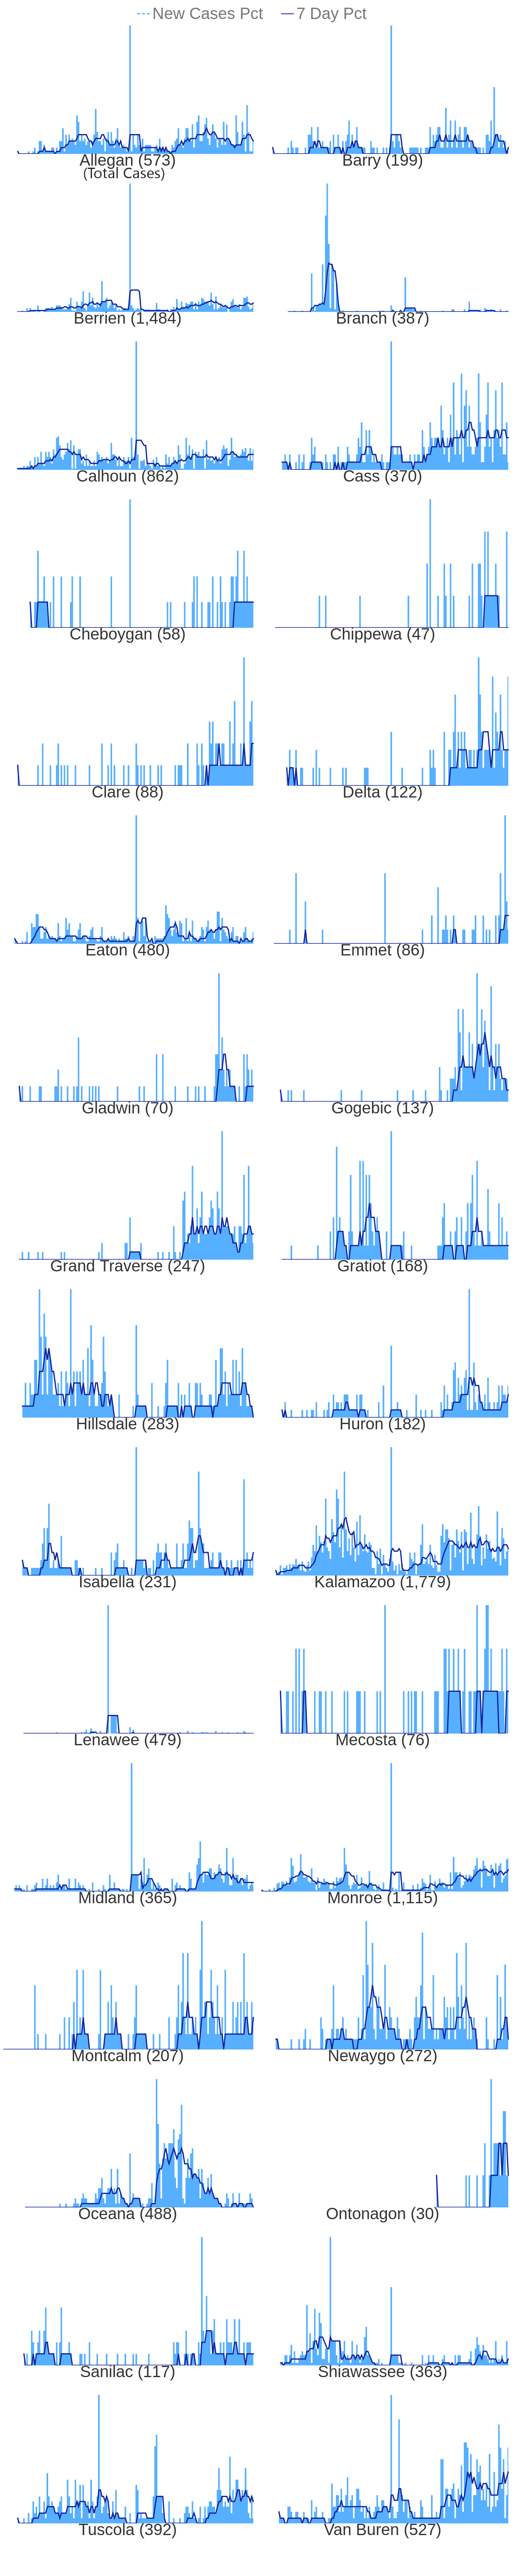 New Cases Pct 7 Day Pct
Allegan (573) Barry (199)
(Total Cases)
Berrien (1,484) Branch (387)
Calhoun (862) Cass (370)
Cheboygan (58) Chippewa (47)
Clare (88) Delta (122)
Eaton (480) Emmet (86)
Gladwin (70) Gogebic (137)
Grand Traverse (247) Gratiot (168)
Hillsdale (283) Huron (182)
Isabella (231) Kalamazoo (1,779)
Lenawee (479) Mecosta (76)
Midland (365) Monroe (1,115)
Montcalm (207) Newaygo (272)
Oceana (488) Ontonagon (30)
Sanilac (117) Shiawassee (363)
Tuscola (392) Van Buren (527)